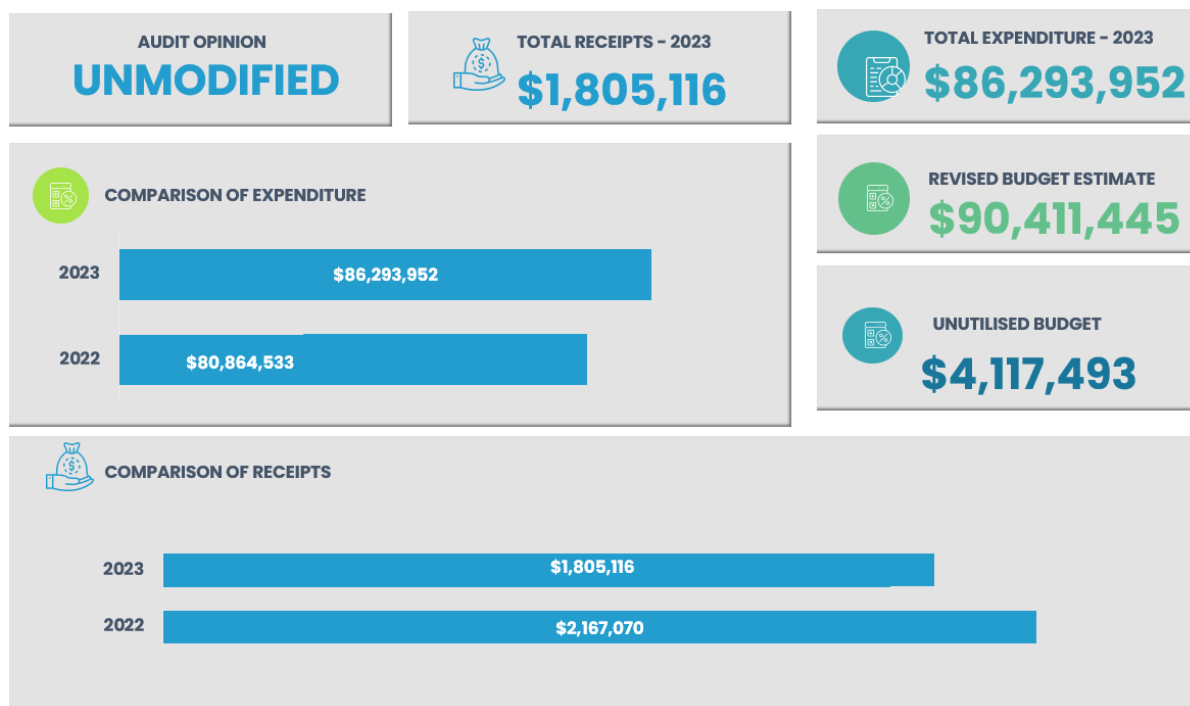 AUDIT OPINION
UNMODIFIED
TOTAL RECEIPTS - 2023
$1,805,116
TOTAL EXPENDITURE - 2023
$86,293,952
COMPARISON OF EXPENDITURE
2023
$86,293,952
2022
$80,864,533
REVISED BUDGET ESTIMATE
$90,411,445
UNUTILISED BUDGET
$4,117,493
COMPARISON OF RECEIPTS
2023
$1,805,116
2022
$2,167,070